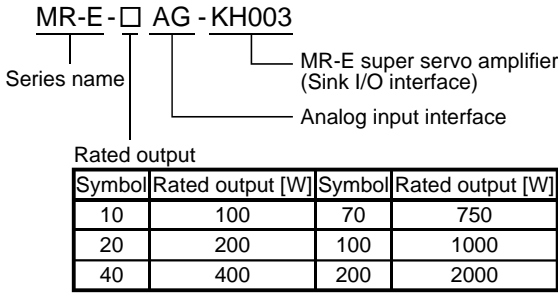 MR-E-□ AG-KH003
Series name
MR-E super servo amplifier
(Sink I/O interface)
Analog input interface
Rated output
Symbol Rated output [W] Symbol Rated output [W]
10 100 70 750
20 200 100 1000
40 400 200 2000